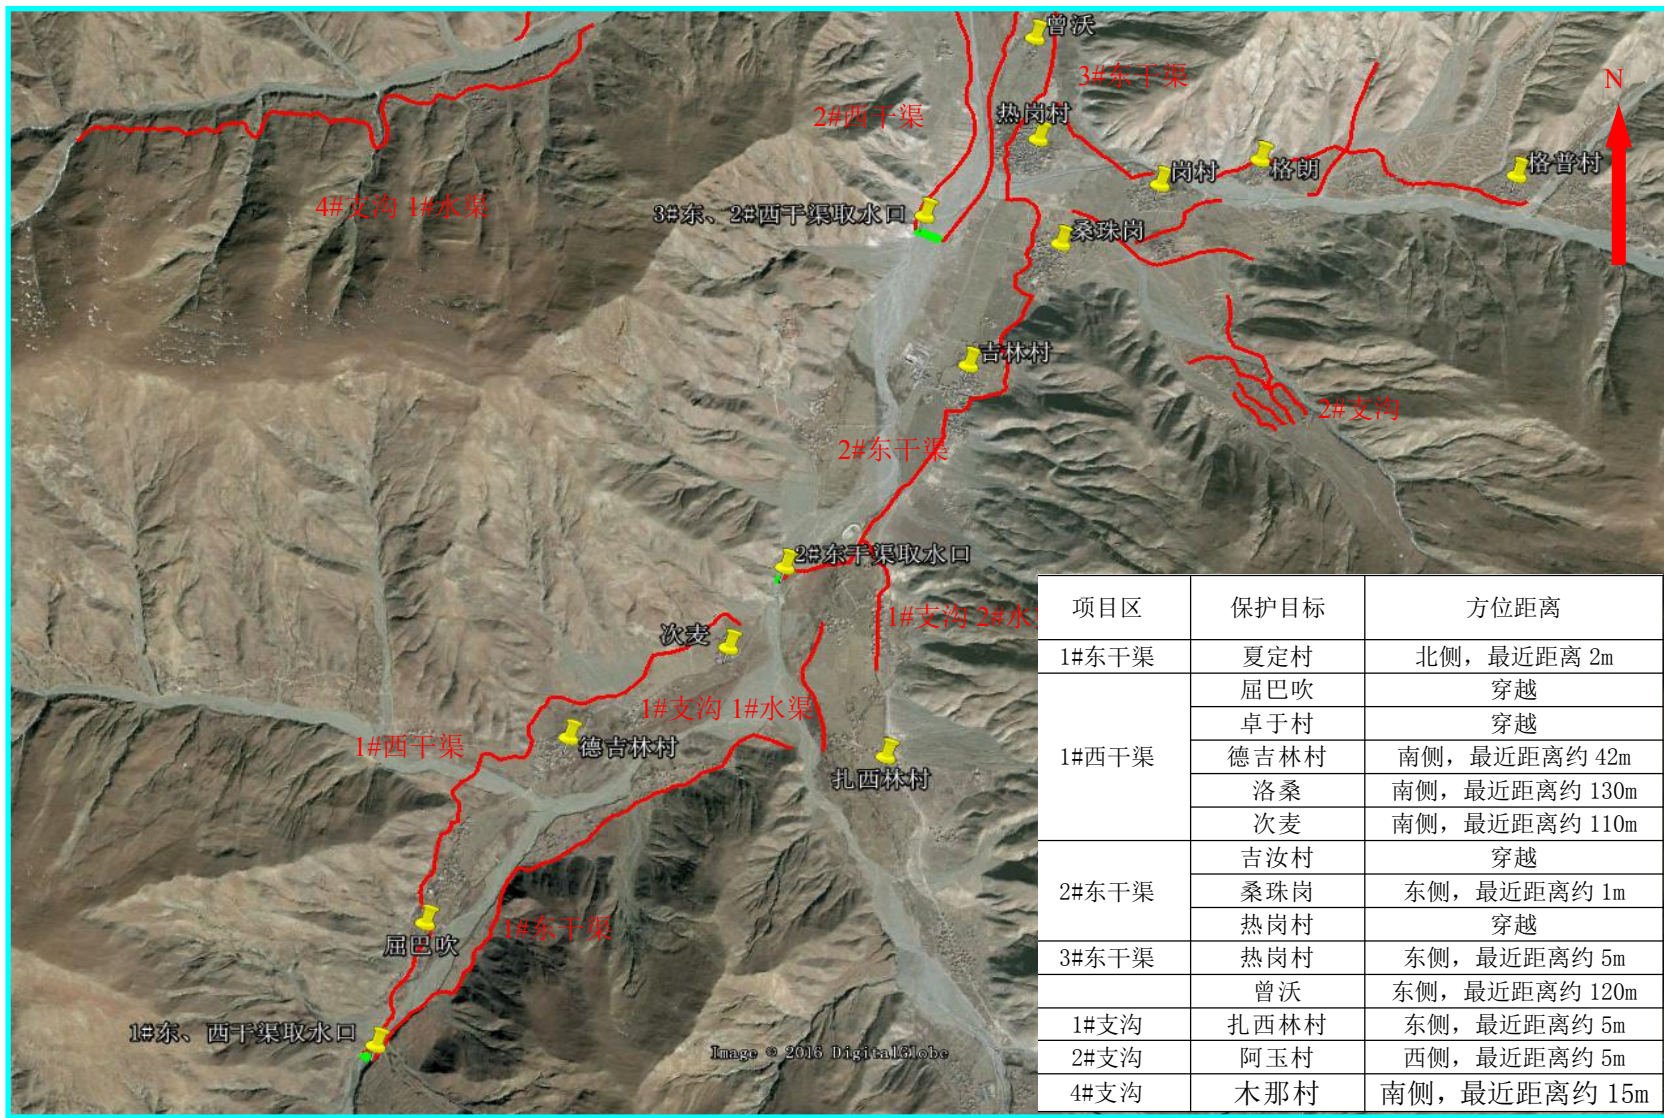 曾沃
3#东干渠
N
2#西干渠
热岗村
格朗
格普村
岗村
4#支沟 1#水渠
3#东、2#西干渠取水口
桑珠岗
吉林村
2#支沟
2#东干渠
2#东干渠取水口
1#支沟 2#水
次麦
1#支沟 1#水渠
1#西干渠
德吉林村
扎西林村
屈巴吹
1#东干渠
1#东、西干渠取水口
Image © 2016 DigitalGlobe
项目区 保护目标 方位距离
1#东干渠 夏定村 北侧，最近距离 2m
1#西干渠 屈巴吹 穿越
卓于村 穿越
德吉林村 南侧，最近距离约 42m
洛桑 南侧，最近距离约 130m
次麦 南侧，最近距离约 110m
2#东干渠 吉汝村 穿越
桑珠岗 东侧，最近距离约 1m
热岗村 穿越
3#东干渠 热岗村 东侧，最近距离约 5m
曾沃 东侧，最近距离约 120m
1#支沟 扎西林村 东侧，最近距离约 5m
2#支沟 阿玉村 西侧，最近距离约 5m
4#支沟 木那村 南侧，最近距离约 15m